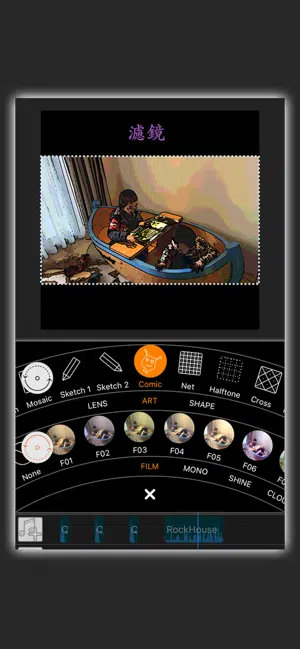 濾鏡
Mosaic
Sketch 1
Sketch 2
Comic
Net
Halftone
Cross
LENS
ART
SHAPE
None
F01
F02
F03
F04
F05
F06
FILM
MONO
SHINE
C
C
C
RockHouse